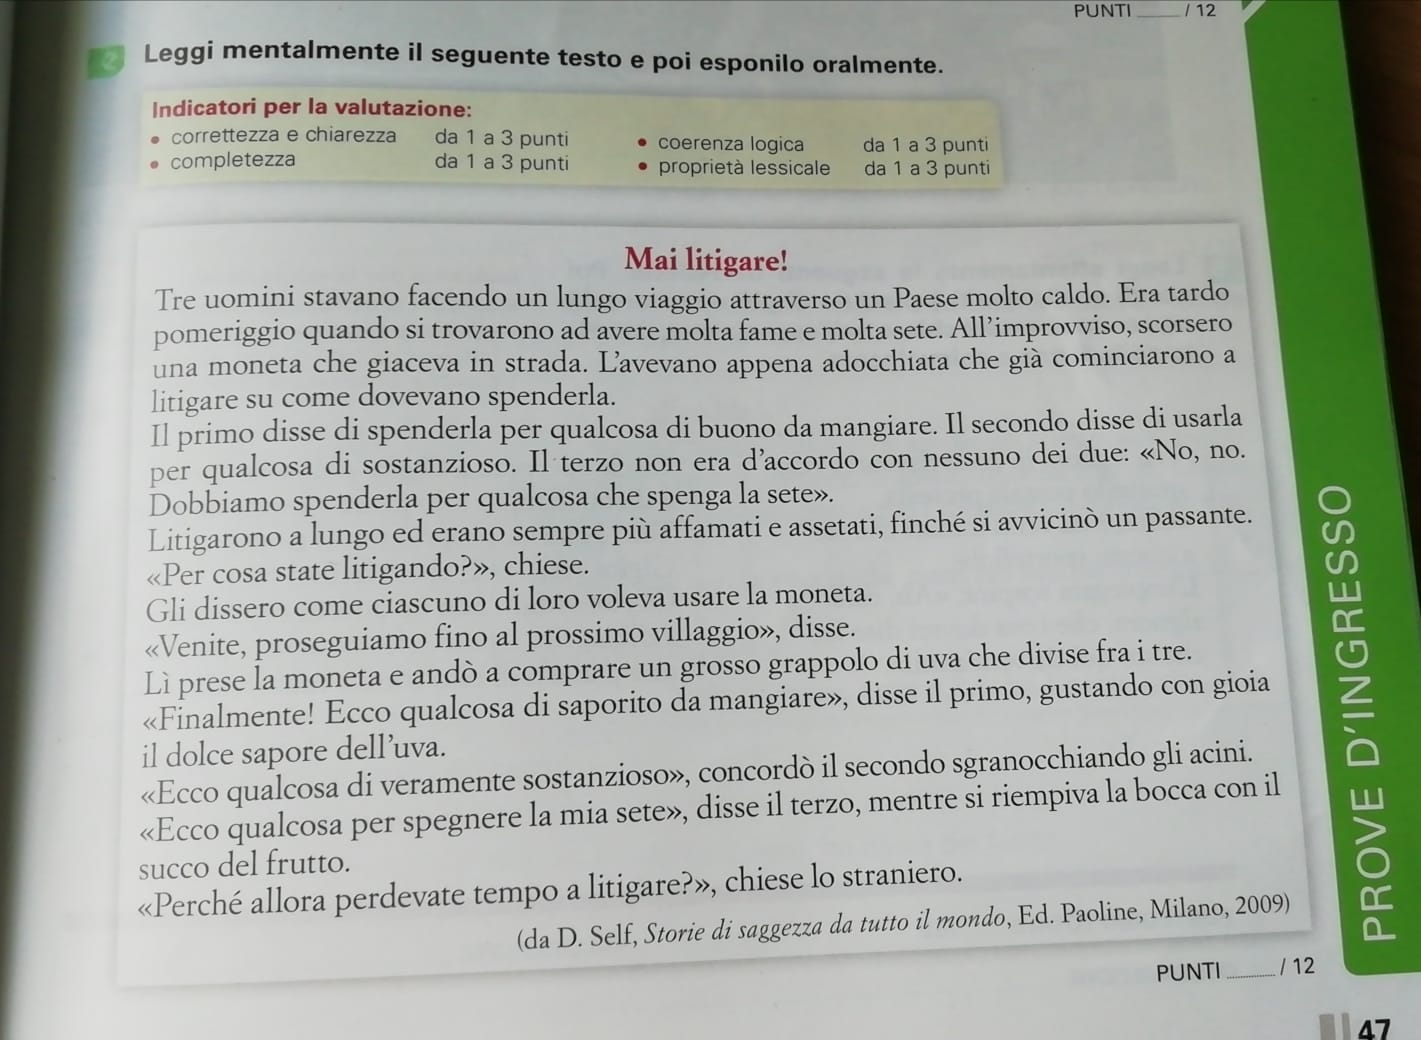 PUNTI ______ / 12
2 Leggi mentalmente il seguente testo e poi esponilo oralmente.
Indicatori per la valutazione:
• correttezza e chiarezza da 1 a 3 punti • coerenza logica da 1 a 3 punti
• completezza da 1 a 3 punti • proprietà lessicale da 1 a 3 punti
Mai litigare!
Tre uomini stavano facendo un lungo viaggio attraverso un Paese molto caldo. Era tardo
pomeriggio quando si trovarono ad avere molta fame e molta sete. All'improvviso, scorsero
una moneta che giaceva in strada. L'avevano appena adocchiata che già cominciarono a
litigare su come dovevano spenderla.
Il primo disse di spenderla per qualcosa di buono da mangiare. Il secondo disse di usarla
per qualcosa di sostanzioso. Il terzo non era d'accordo con nessuno dei due: «No, no.
Dobbiamo spenderla per qualcosa che spenga la sete».
Litigarono a lungo ed erano sempre più affamati e assetati, finché si avvicinò un passante.
«Per cosa state litigando?», chiese.
Gli dissero come ciascuno di loro voleva usare la moneta.
«Venite, proseguiamo fino al prossimo villaggio», disse.
Lì prese la moneta e andò a comprare un grosso grappolo di uva che divise fra i tre.
«Finalmente! Ecco qualcosa di saporito da mangiare», disse il primo, gustando con gioia
il dolce sapore dell'uva.
«Ecco qualcosa di veramente sostanzioso», concordò il secondo sgranocchiando gli acini.
«Ecco qualcosa per spegnere la mia sete», disse il terzo, mentre si riempiva la bocca con il
succo del frutto.
«Perché allora perdevate tempo a litigare?», chiese lo straniero.
(da D. Self, Storie di saggezza da tutto il mondo, Ed. Paoline, Milano, 2009)
PUNTI ______ / 12
PROVE D'INGRESSO
47